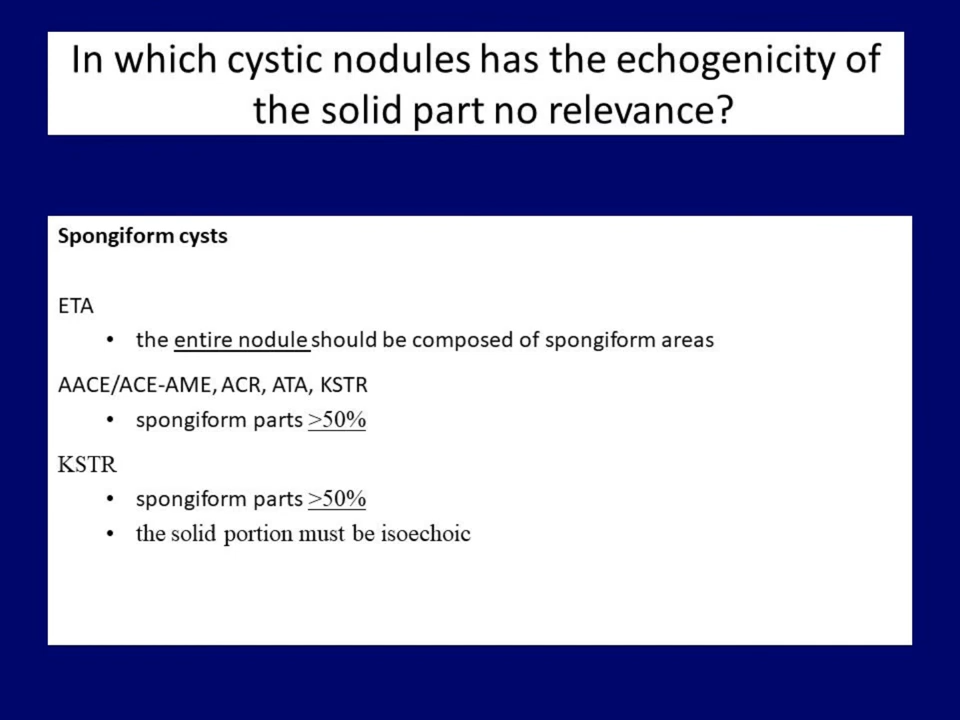 In which cystic nodules has the echogenicity of
the solid part no relevance?
Spongiform cysts
ETA
• the entire nodule should be composed of spongiform areas
AACE/ACE-AME, ACR, ATA, KSTR
• spongiform parts >50%
KSTR
• spongiform parts >50%
• the solid portion must be isoechoic